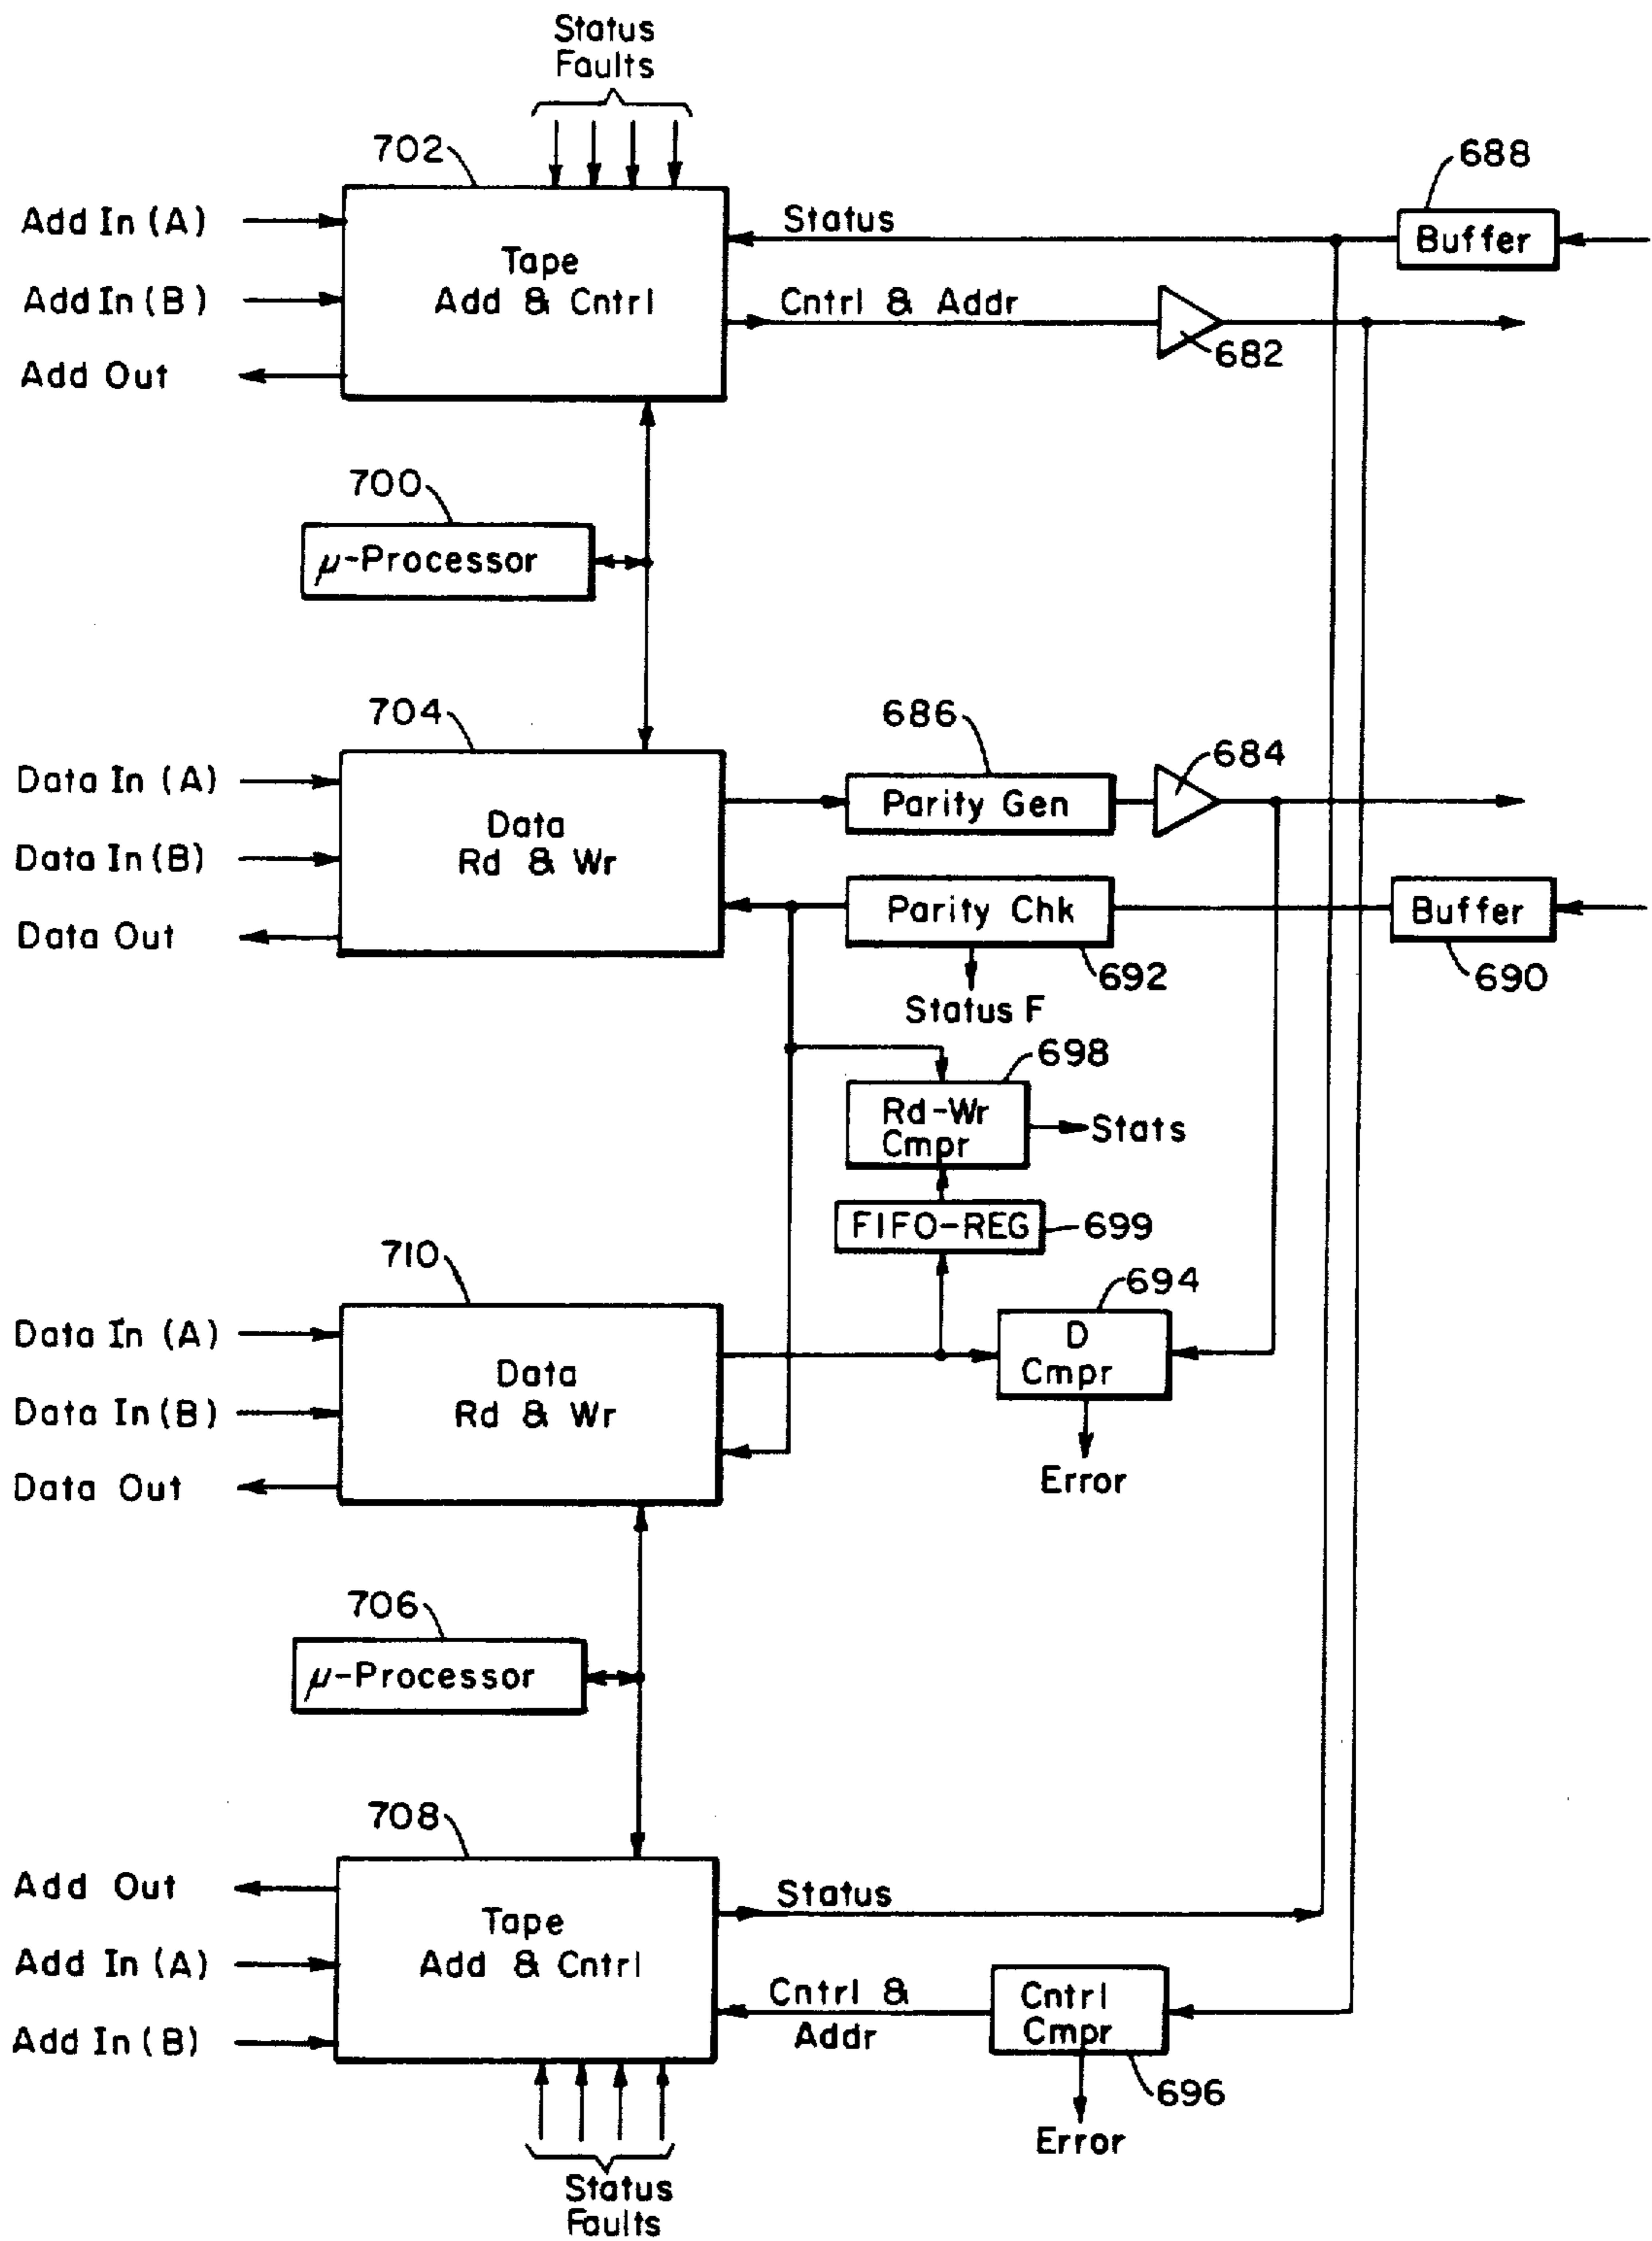 Status
Faults
702
688
Add In (A)
Status
Buffer
Tape
Add & Cntrl
Add In (B)
Cntrl & Addr
682
Add Out
700
μ-Processor
704
686
684
Data In (A)
Parity Gen
Data
Rd & Wr
Data In (B)
Parity Chk
Buffer
Data Out
692
690
Status F
698
Rd-Wr
Cmpr
Stats
FIFO-REG
699
710
694
Data In (A)
D
Cmpr
Data
Rd & Wr
Data In (B)
Data Out
Error
706
μ-Processor
708
Add Out
Status
Tape
Add & Cntrl
Add In (A)
Cntrl &
Addr
Cntrl
Cmpr
Add In (B)
696
Error
Status
Faults